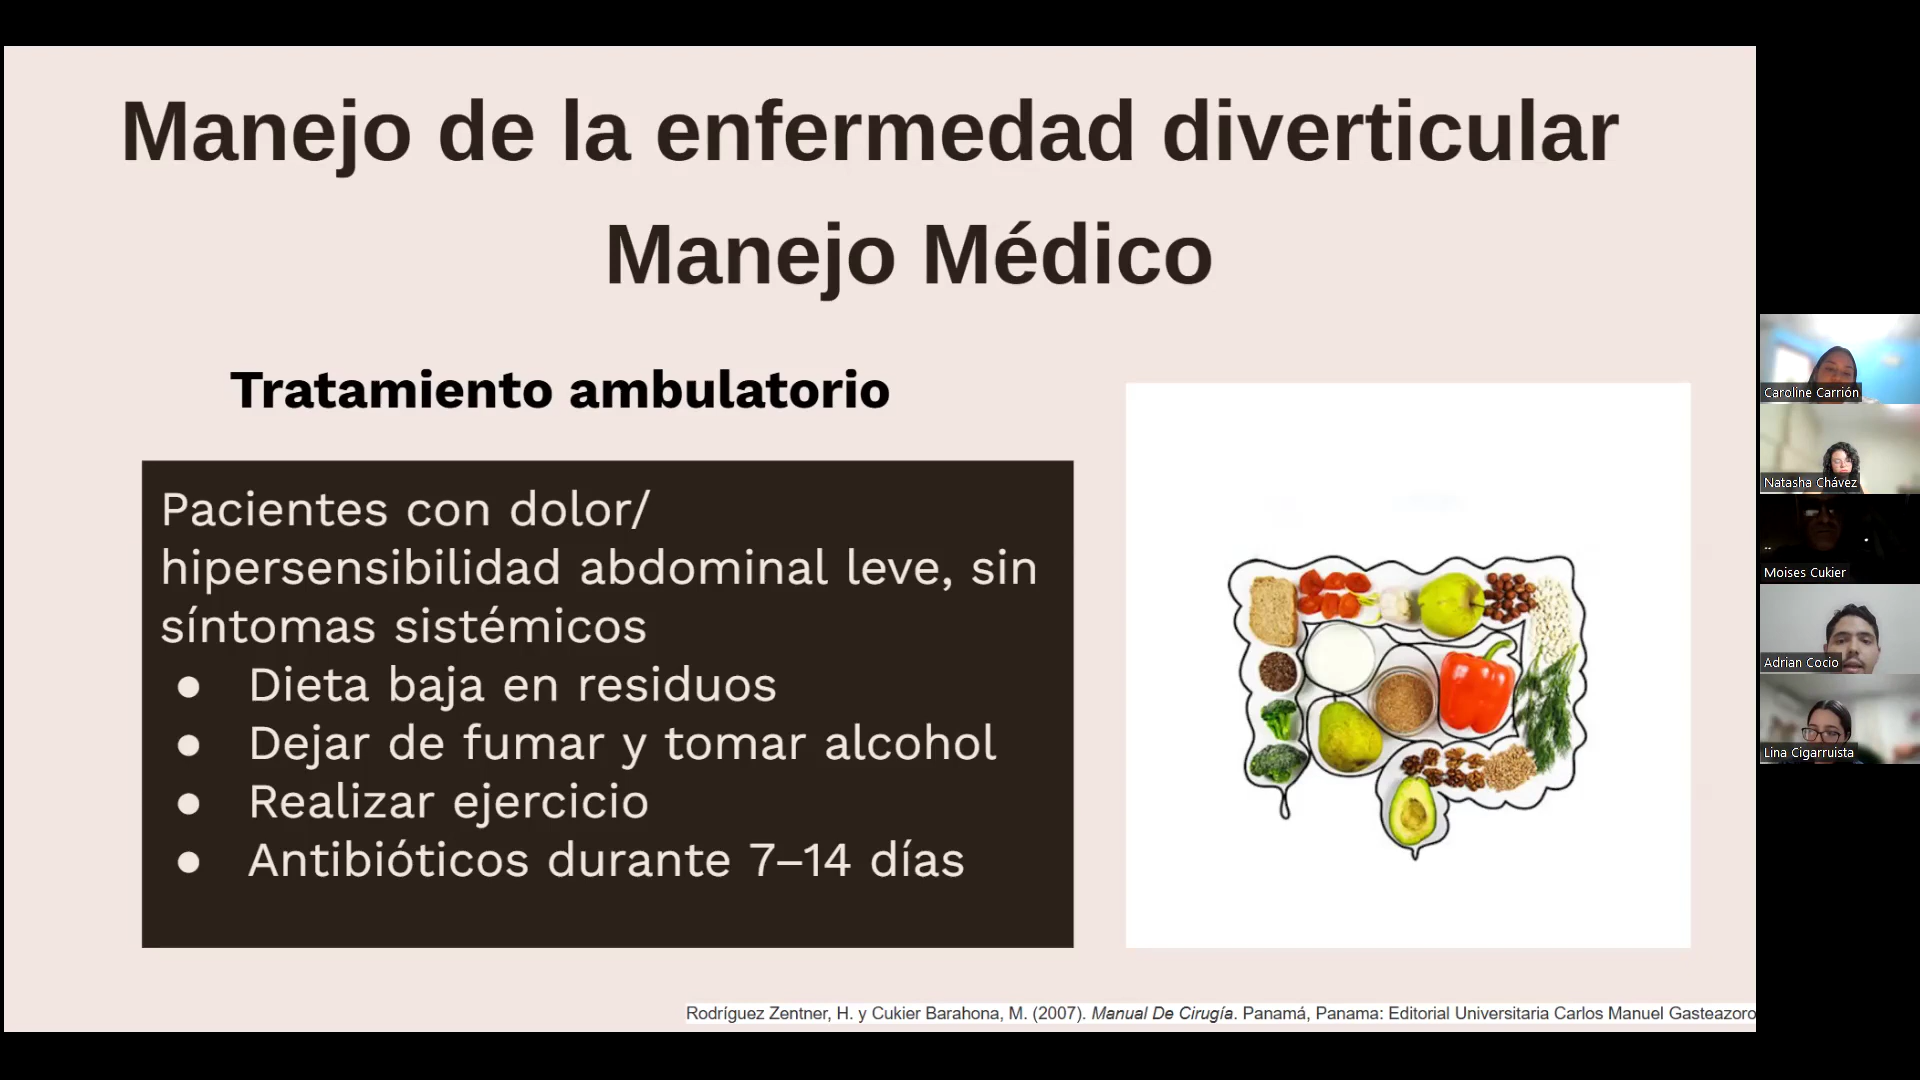 Manejo de la enfermedad diverticular
Manejo Médico
Tratamiento ambulatorio
Pacientes con dolor/
hipersensibilidad abdominal leve, sin
síntomas sistémicos
● Dieta baja en residuos
● Dejar de fumar y tomar alcohol
● Realizar ejercicio
● Antibióticos durante 7–14 días
Rodríguez Zentner, H. y Cukier Barahona, M. (2007). Manual De Cirugía. Panamá, Panama: Editorial Universitaria Carlos Manuel Gasteazoro
Caroline Carrión
Natasha Chávez
Moises Cukier
Adrian Cocio
Lina Cigarruista